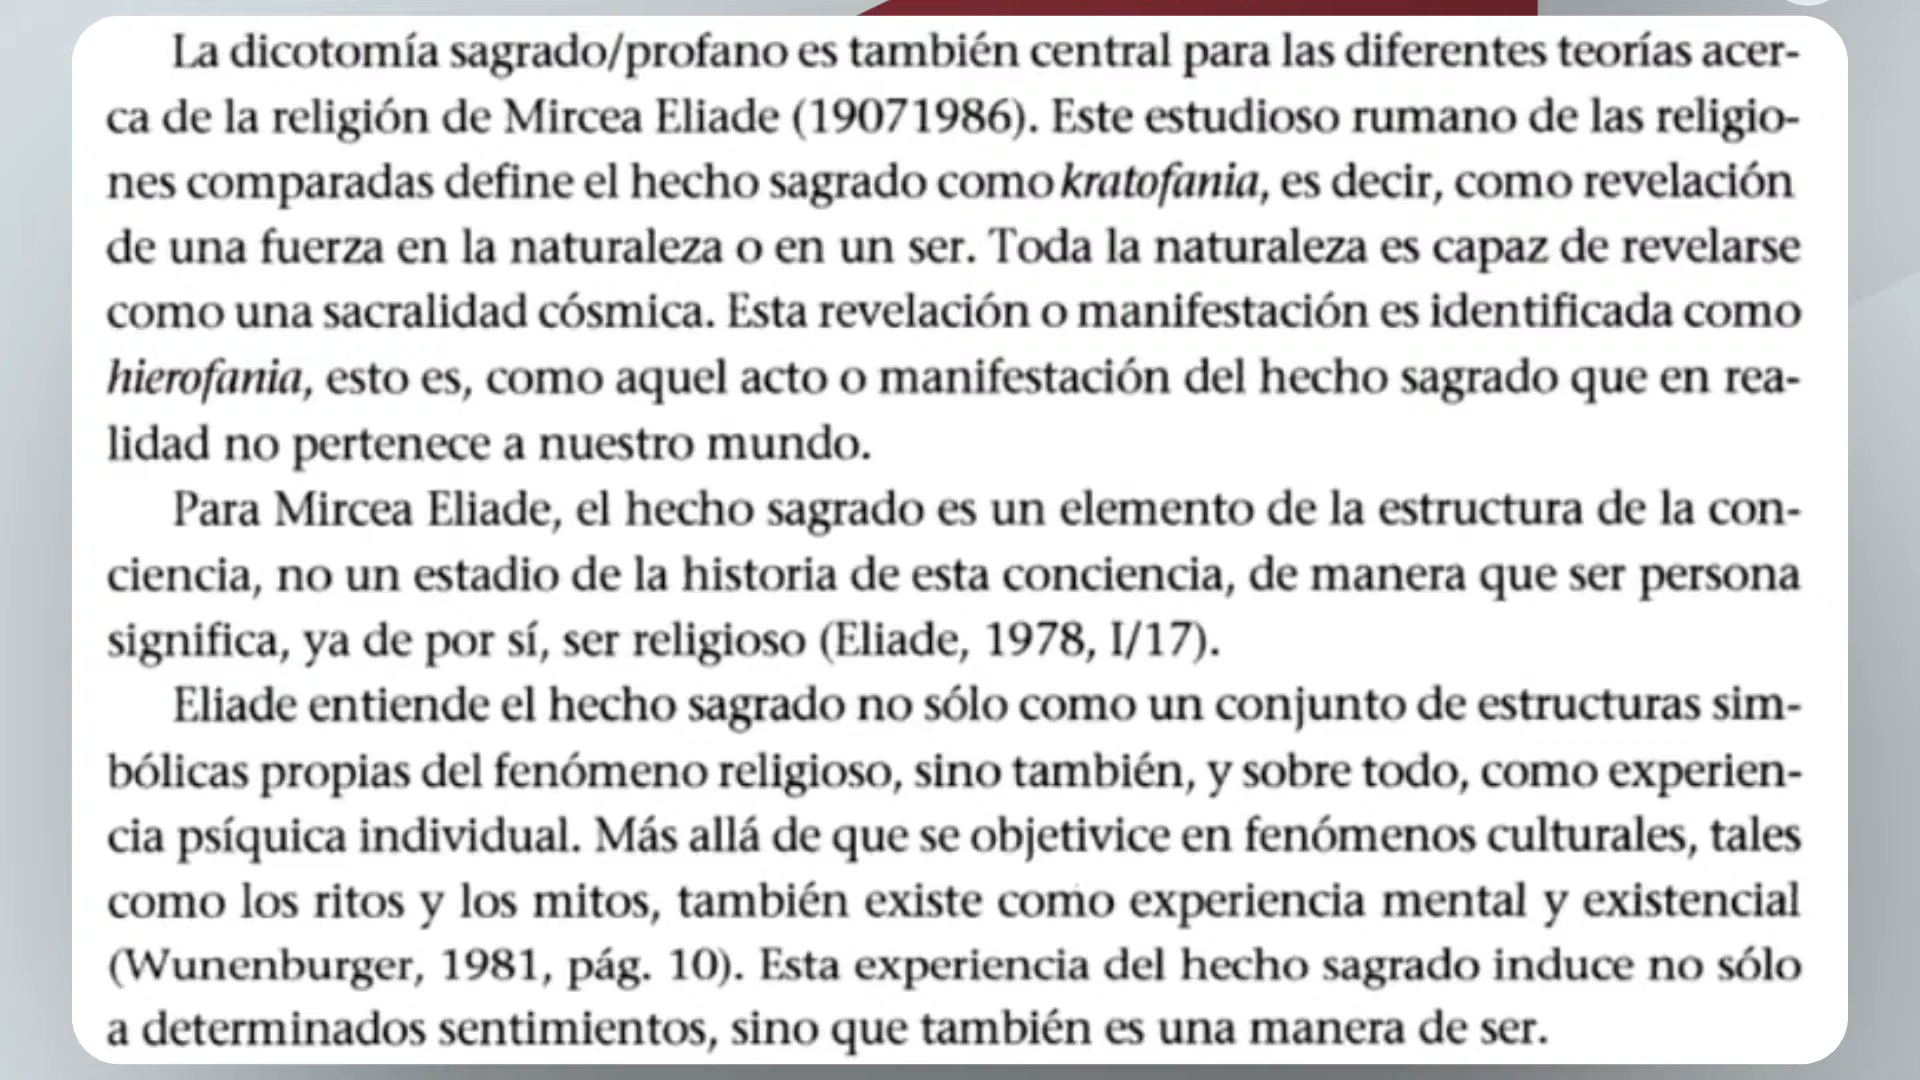 La dicotomía sagrado/profano es también central para las diferentes teorías acer-
ca de la religión de Mircea Eliade (19071986). Este estudioso rumano de las religio-
nes comparadas define el hecho sagrado como kratofania, es decir, como revelación
de una fuerza en la naturaleza o en un ser. Toda la naturaleza es capaz de revelarse
como una sacralidad cósmica. Esta revelación o manifestación es identificada como
hierofania, esto es, como aquel acto o manifestación del hecho sagrado que en rea-
lidad no pertenece a nuestro mundo.
Para Mircea Eliade, el hecho sagrado es un elemento de la estructura de la con-
ciencia, no un estadio de la historia de esta conciencia, de manera que ser persona
significa, ya de por sí, ser religioso (Eliade, 1978, I/17).
Eliade entiende el hecho sagrado no sólo como un conjunto de estructuras sim-
bólicas propias del fenómeno religioso, sino también, y sobre todo, como experien-
cia psíquica individual. Más allá de que se objetivice en fenómenos culturales, tales
como los ritos y los mitos, también existe como experiencia mental y existencial
(Wunenburger, 1981, pág. 10). Esta experiencia del hecho sagrado induce no sólo
a determinados sentimientos, sino que también es una manera de ser.